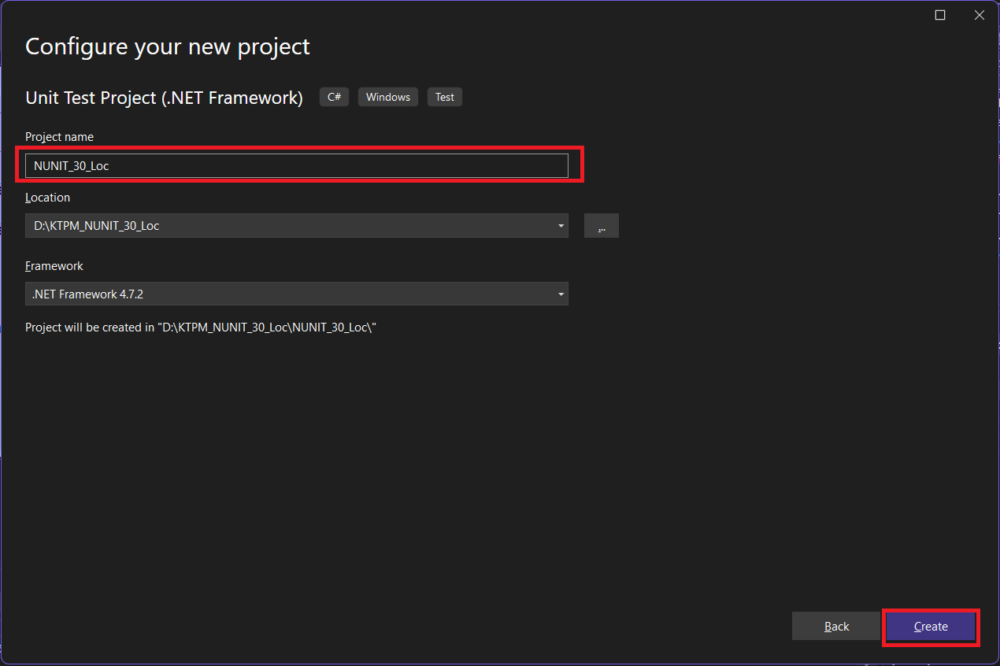 Configure your new project
Unit Test Project (.NET Framework) C# Windows Test
Project name
NUNIT_30_Loc
Location
D:\KTPM_NUNIT_30_Loc ...
Framework
.NET Framework 4.7.2
Project will be created in "D:\KTPM_NUNIT_30_Loc\NUNIT_30_Loc\"
Back Create